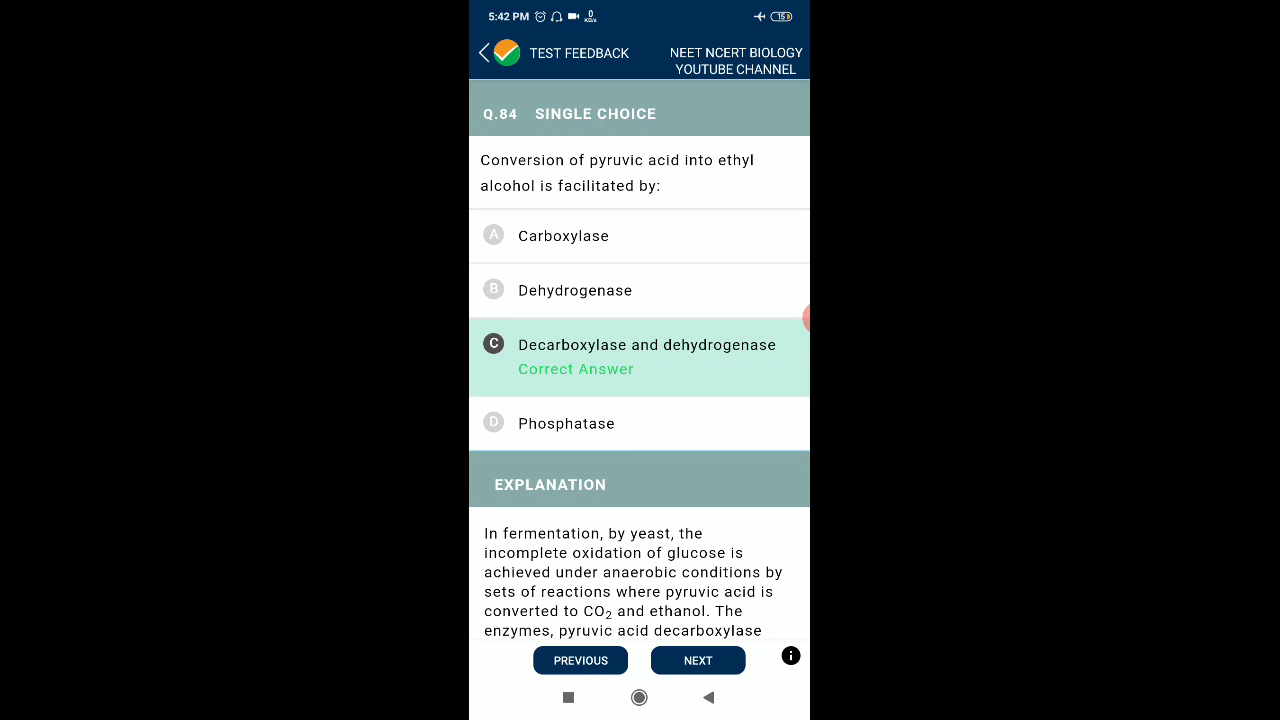 5:42 PM 0 KB/s 15
TEST FEEDBACK
NEET NCERT BIOLOGY
YOUTUBE CHANNEL
Q.84 SINGLE CHOICE
Conversion of pyruvic acid into ethyl
alcohol is facilitated by:
A Carboxylase
B Dehydrogenase
C Decarboxylase and dehydrogenase
Correct Answer
D Phosphatase
EXPLANATION
In fermentation, by yeast, the
incomplete oxidation of glucose is
achieved under anaerobic conditions by
sets of reactions where pyruvic acid is
converted to CO₂ and ethanol. The
enzymes, pyruvic acid decarboxylase
PREVIOUS NEXT